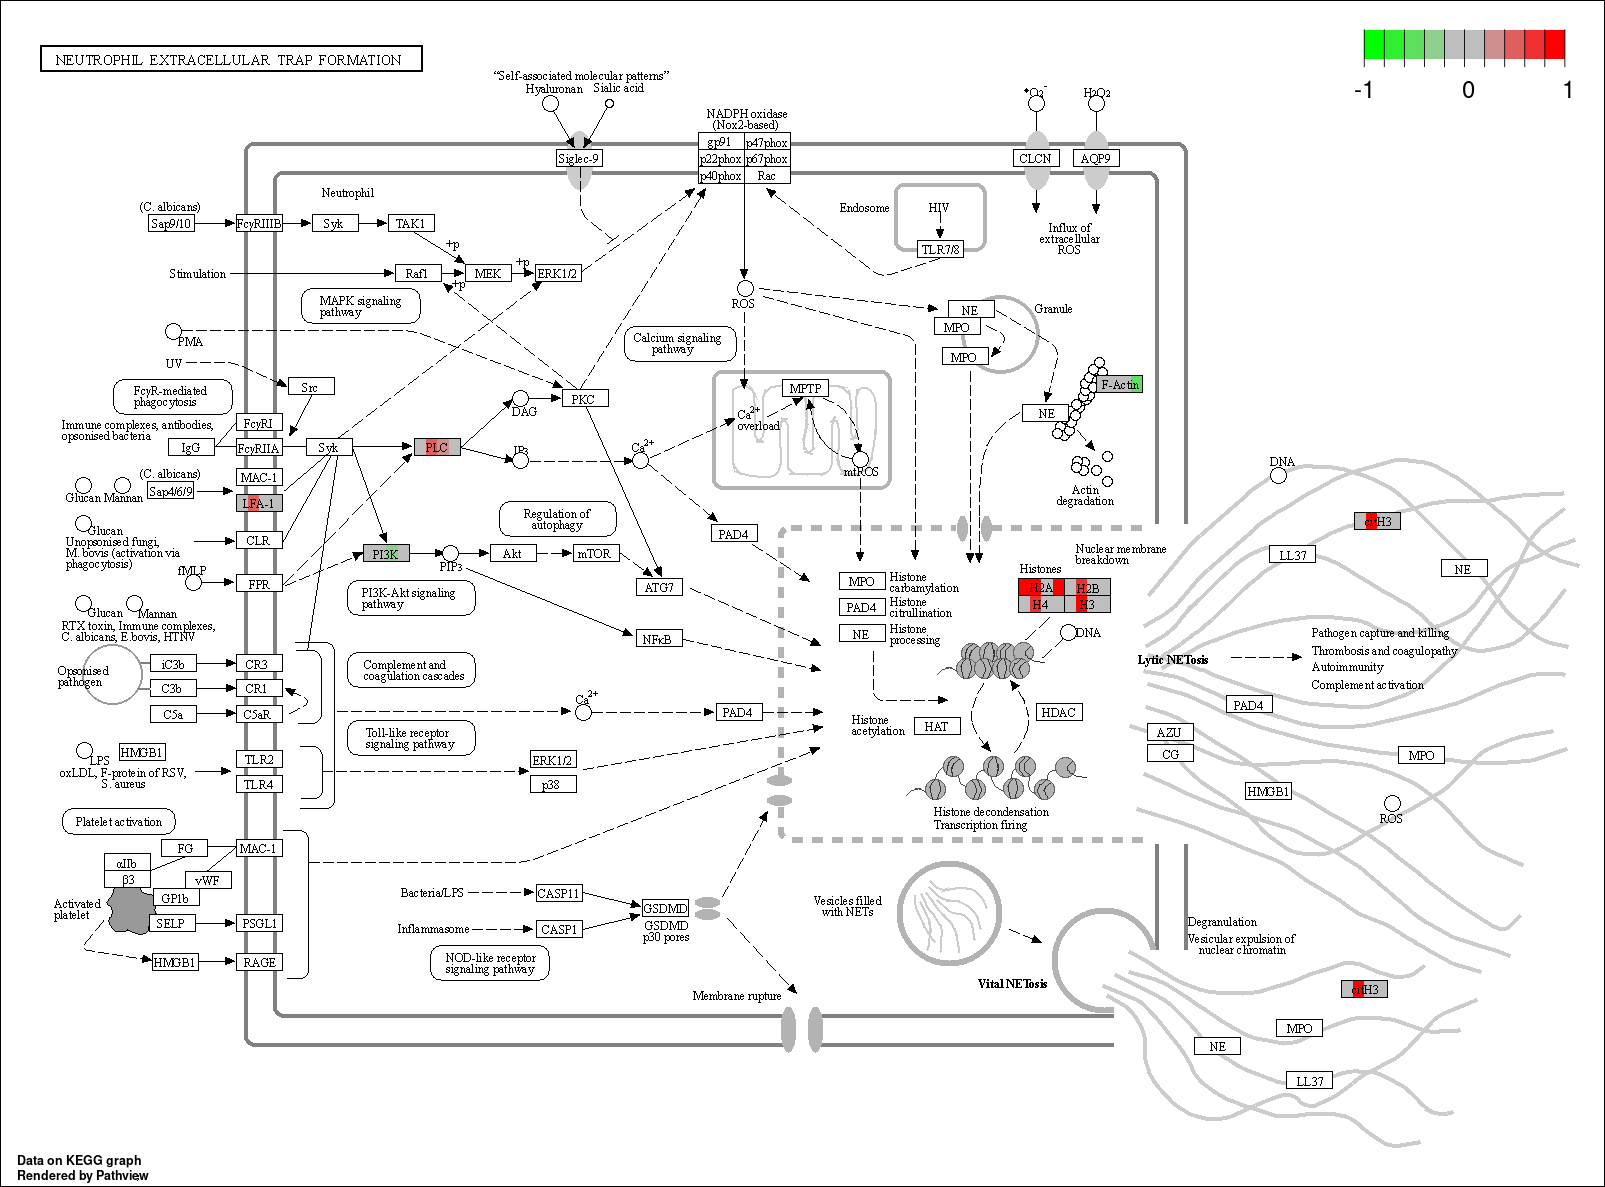 NEUTROPHIL EXTRACELLULAR TRAP FORMATION
-1 0 1
“Self-associated molecular patterns”
Hyaluronan
Sialic acid
Siglec-9
NADPH oxidase
(Nox2-based)
gp91 p47phox
p22phox p67phox
p40phox Rac
•O2-
H2O2
CLCN
AQP9
Influx of
extracellular
ROS
Neutrophil
Endosome
HIV
TLR7/8
(C. albicans)
Sap9/10
FcγRIIIB
Syk
TAK1
+p
Stimulation
Raf1
MEK
+p
ERK1/2
+p
MAPK signaling
pathway
ROS
Calcium signaling
pathway
NE
MPO
MPO
Granule
PMA
UV
Src
FcγR-mediated
phagocytosis
Immune complexes, antibodies,
opsonised bacteria
FcγRI
IgG
FcγRIIA
Syk
PLC
DAG
PKC
IP3
Ca2+
MPTP
Ca2+
overload
mtROS
F-Actin
NE
Actin
degradation
(C. albicans)
MAC-1
Glucan Mannan
Sap4/6/9
LFA-1
Glucan
Unopsonised fungi,
M. bovis (activation via
phagocytosis)
CLR
fMLP
FPR
Regulation of
autophagy
PAD4
PI3K
PIP3
Akt
mTOR
ATG7
PI3K-Akt signaling
pathway
NFκB
Glucan
Mannan
RTX toxin, Immune complexes,
C. albicans, E.bovis, HTNV
Opsonised
pathogen
iC3b
CR3
C3b
CR1
C5a
C5aR
Complement and
coagulation cascades
Ca2+
PAD4
Toll-like receptor
signaling pathway
LPS
HMGB1
oxLDL, F-protein of RSV,
S. aureus
TLR2
TLR4
ERK1/2
p38
Nuclear membrane
breakdown
Histones
H2A H2B
H4 H3
DNA
MPO
Histone
carbamylation
PAD4
Histone
citrullination
NE
Histone
processing
Histone
acetylation
HAT
HDAC
Histone decondensation
Transcription firing
DNA
citH3
LL37
NE
Lytic NETosis
Pathogen capture and killing
Thrombosis and coagulopathy
Autoimmunity
Complement activation
PAD4
AZU
CG
MPO
HMGB1
ROS
Platelet activation
FG
MAC-1
αIIb
β3
vWF
GP1b
Activated
platelet
SELP
PSGL1
HMGB1
RAGE
Bacteria/LPS
CASP11
Inflammasome
CASP1
GSDMD
GSDMD
p30 pores
NOD-like receptor
signaling pathway
Membrane rupture
Vesicles filled
with NETs
Vital NETosis
Degranulation
Vesicular expulsion of
nuclear chromatin
citH3
MPO
NE
LL37
Data on KEGG graph
Rendered by Pathview